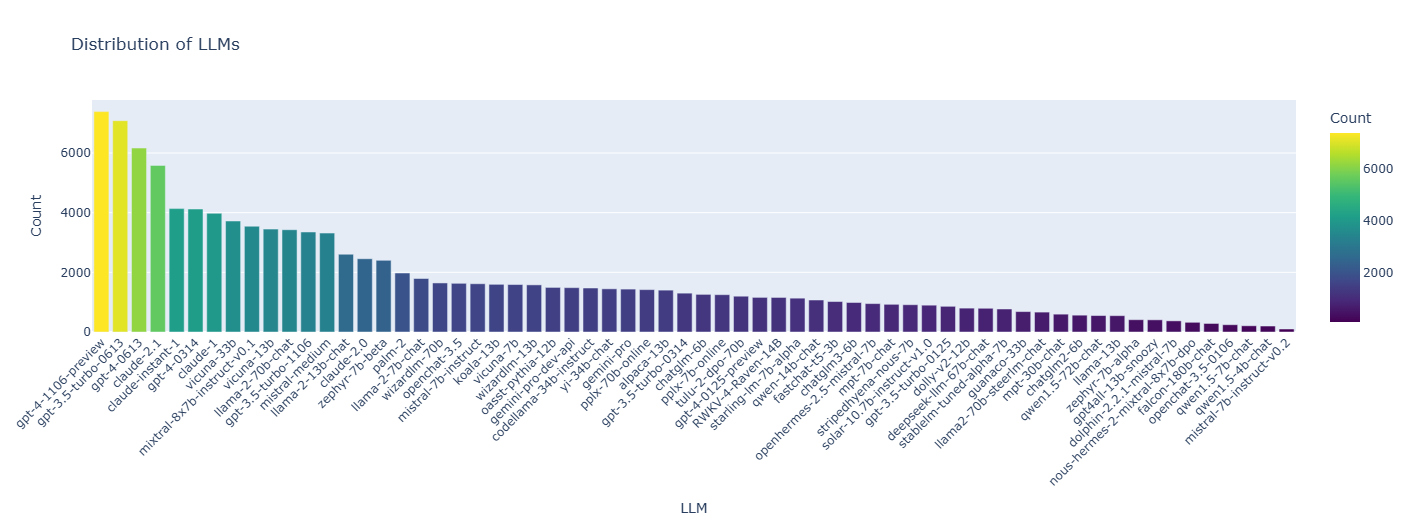 Distribution of LLMs
Count
6000
4000
2000
0
gpt-4-1106-preview
gpt-3.5-turbo-0613
gpt-4-0613
claude-2.1
claude-instant-1
gpt-4-0314
claude-1
vicuna-33b
mixtral-8x7b-instruct-v0.1
vicuna-13b
llama-2-70b-chat
gpt-3.5-turbo-1106
mistral-medium
llama-2-13b-chat
claude-2.0
zephyr-7b-beta
palm-2
llama-2-7b-chat
wizardlm-70b
openchat-3.5
mistral-7b-instruct
koala-13b
vicuna-7b
wizardlm-13b
oasst-pythia-12b
gemini-pro-dev-api
codellama-34b-instruct
yi-34b-chat
gemini-pro
pplx-70b-online
alpaca-13b
gpt-3.5-turbo-0314
chatglm-6b
pplx-7b-online
tulu-2-dpo-70b
gpt-4-0125-preview
RWKV-4-Raven-14B
starling-lm-7b-alpha
qwen-14b-chat
fastchat-t5-3b
chatglm3-6b
openhermes-2.5-mistral-7b
mpt-7b-chat
stripedhyena-nous-7b
solar-10.7b-instruct-v1.0
gpt-3.5-turbo-0125
dolly-v2-12b
deepseek-llm-67b-chat
stablelm-tuned-alpha-7b
guanaco-33b
llama2-70b-steerlm-chat
mpt-30b-chat
chatglm2-6b
qwen1.5-72b-chat
llama-13b
zephyr-7b-alpha
gpt4all-13b-snoozy
dolphin-2.2.1-mistral-7b
nous-hermes-2-mixtral-8x7b-dpo
falcon-180b-chat
openchat-3.5-0106
qwen1.5-7b-chat
qwen1.5-4b-chat
mistral-7b-instruct-v0.2
LLM
Count
6000
4000
2000